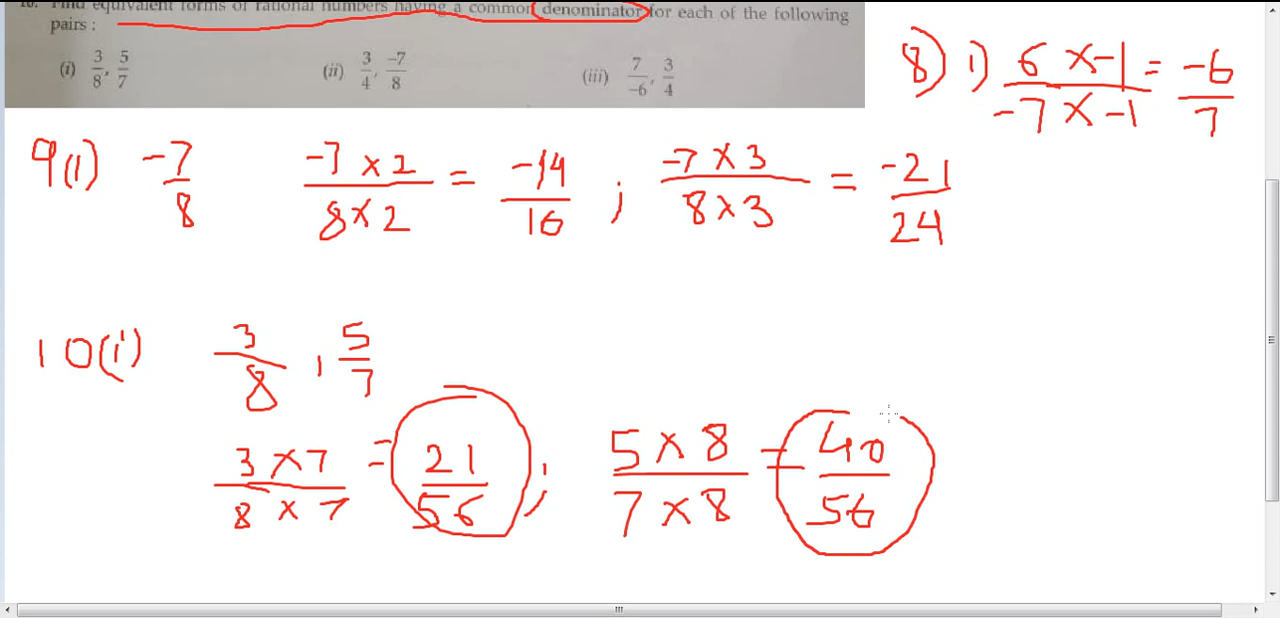 10. Find equivalent forms of rational numbers having a common denominator for each of the following
pairs :
(i) 3/8, 5/7 (ii) 3/4, -7/8 (iii) 7/-6, 3/4
8) i) 6 x -1 / -7 x -1 = -6/7
9(i) -7/8 -7 x 2 / 8 x 2 = -14/16 ; -7 x 3 / 8 x 3 = -21/24
10(i) 3/8 , 5/7
3 x 7 / 8 x 7 = 21/56 ; 5 x 8 / 7 x 8 = 40/56